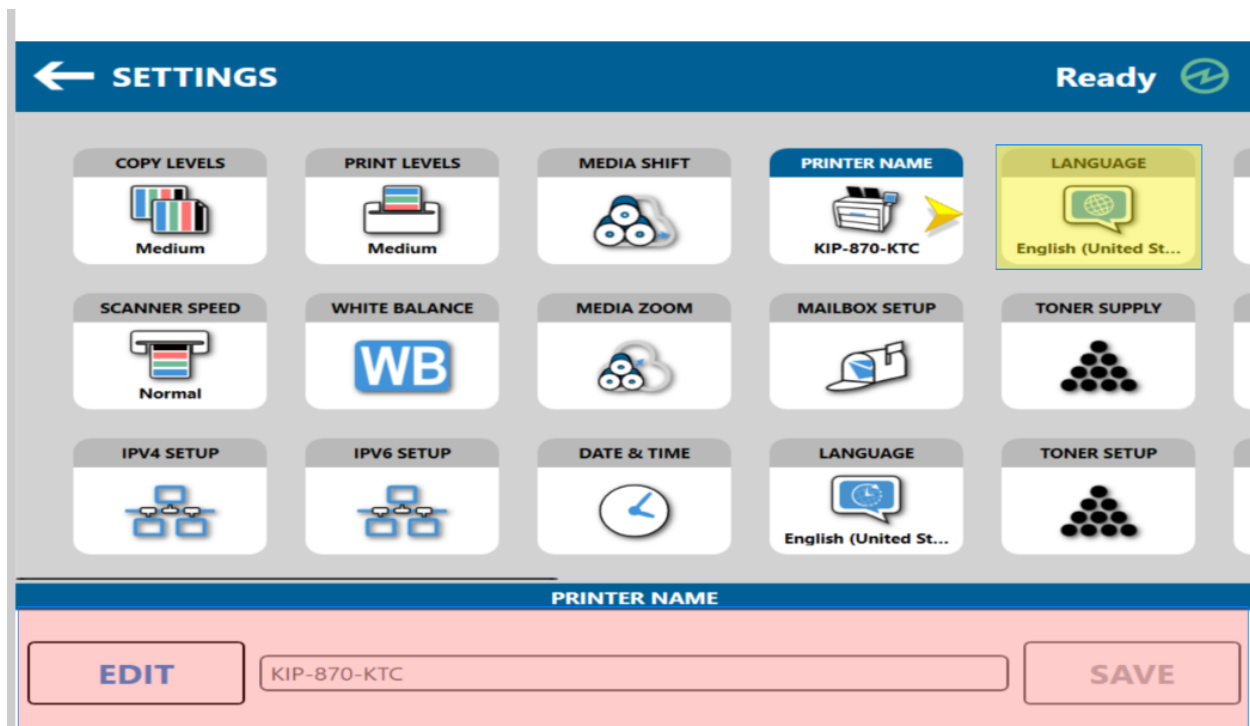 SETTINGS Ready
COPY LEVELS PRINT LEVELS MEDIA SHIFT PRINTER NAME LANGUAGE
Medium Medium KIP-870-KTC English (United St...
SCANNER SPEED WHITE BALANCE MEDIA ZOOM MAILBOX SETUP TONER SUPPLY
WB
Normal
IPV4 SETUP IPV6 SETUP DATE & TIME LANGUAGE TONER SETUP
English (United St...
PRINTER NAME
EDIT KIP-870-KTC SAVE